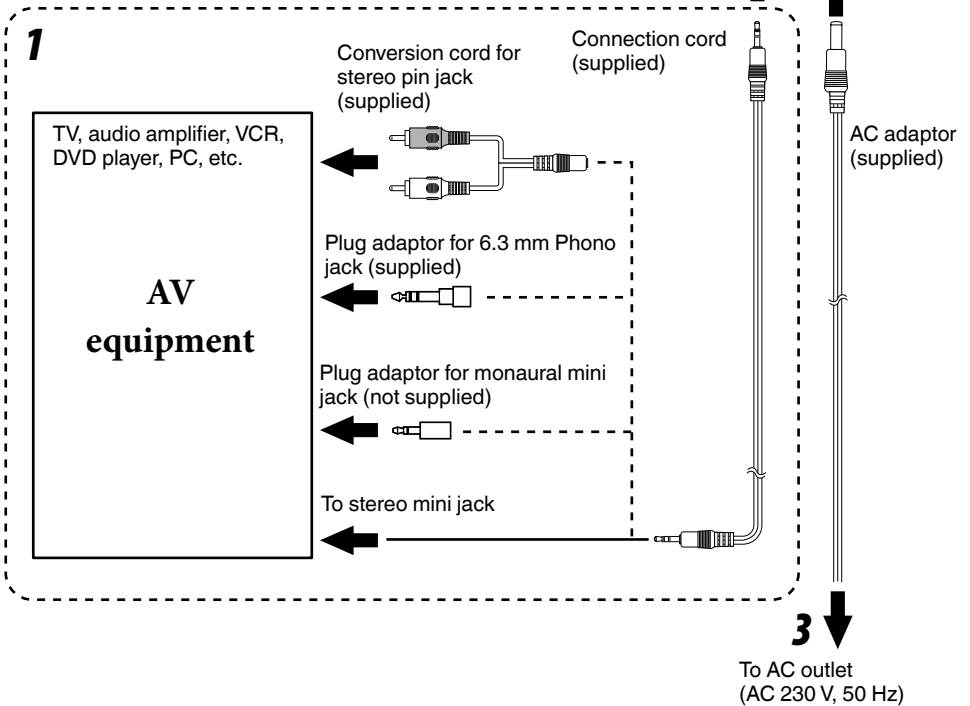 1
Conversion cord for
stereo pin jack
(supplied)
Connection cord
(supplied)
TV, audio amplifier, VCR,
DVD player, PC, etc.
AC adaptor
(supplied)
Plug adaptor for 6.3 mm Phono
jack (supplied)
AV
equipment
Plug adaptor for monaural mini
jack (not supplied)
To stereo mini jack
3
To AC outlet
(AC 230 V, 50 Hz)